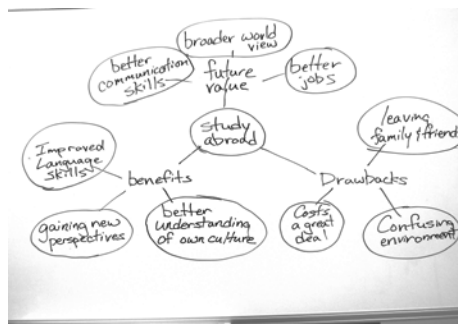 broader world
view
better
communication
skills
future
value
better
jobs
study
abroad
leaving
family & friend
Improved
Language
skills
benefits
Drawbacks
gaining new
perspectives
better
understanding
of own culture
Costs
a great
deal
Confusing
environment